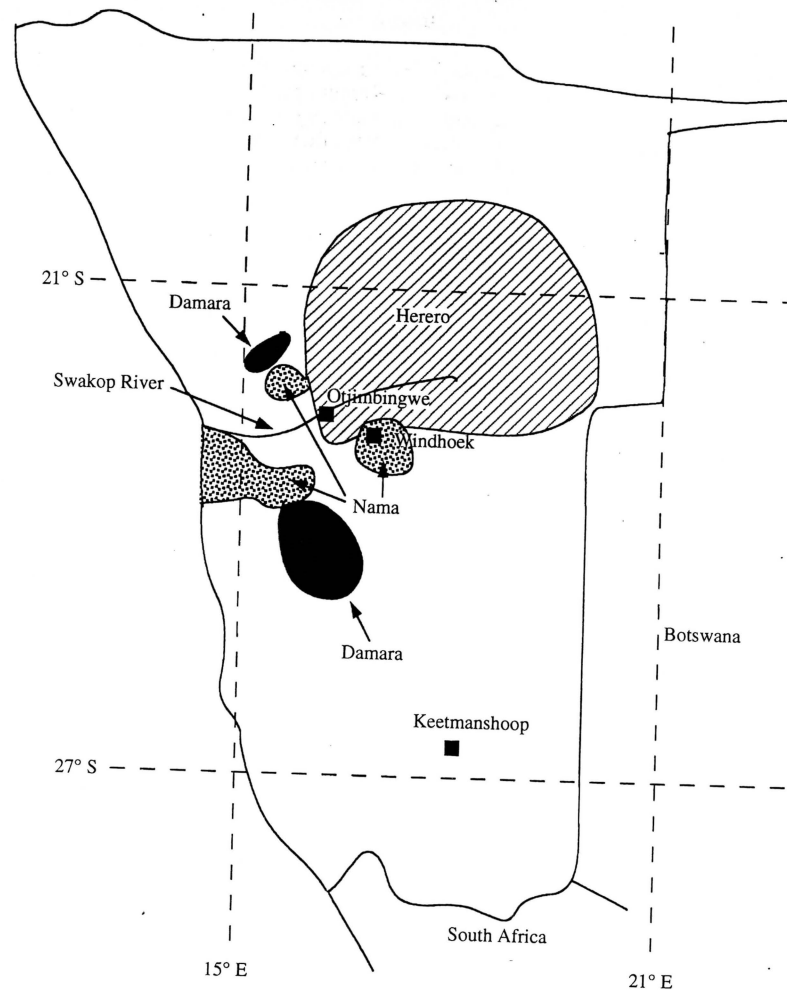 21° S
Damara
Herero
Swakop River
Otjimbingwe
Windhoek
Nama
Damara
Botswana
Keetmanshoop
27° S
South Africa
15° E
21° E